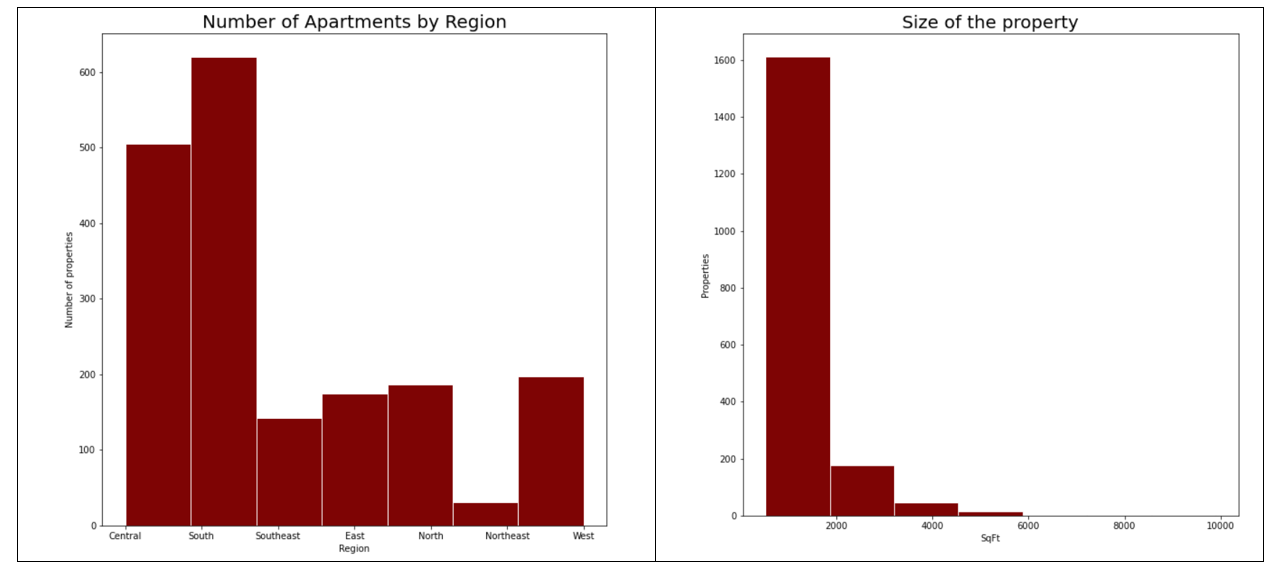 Number of Apartments by Region
600
500
400
300
200
100
0
Number of properties
Central South Southeast East North Northeast West
Region
Size of the property
1600
1400
1200
1000
800
600
400
200
0
Properties
2000 4000 6000 8000 10000
SqFt